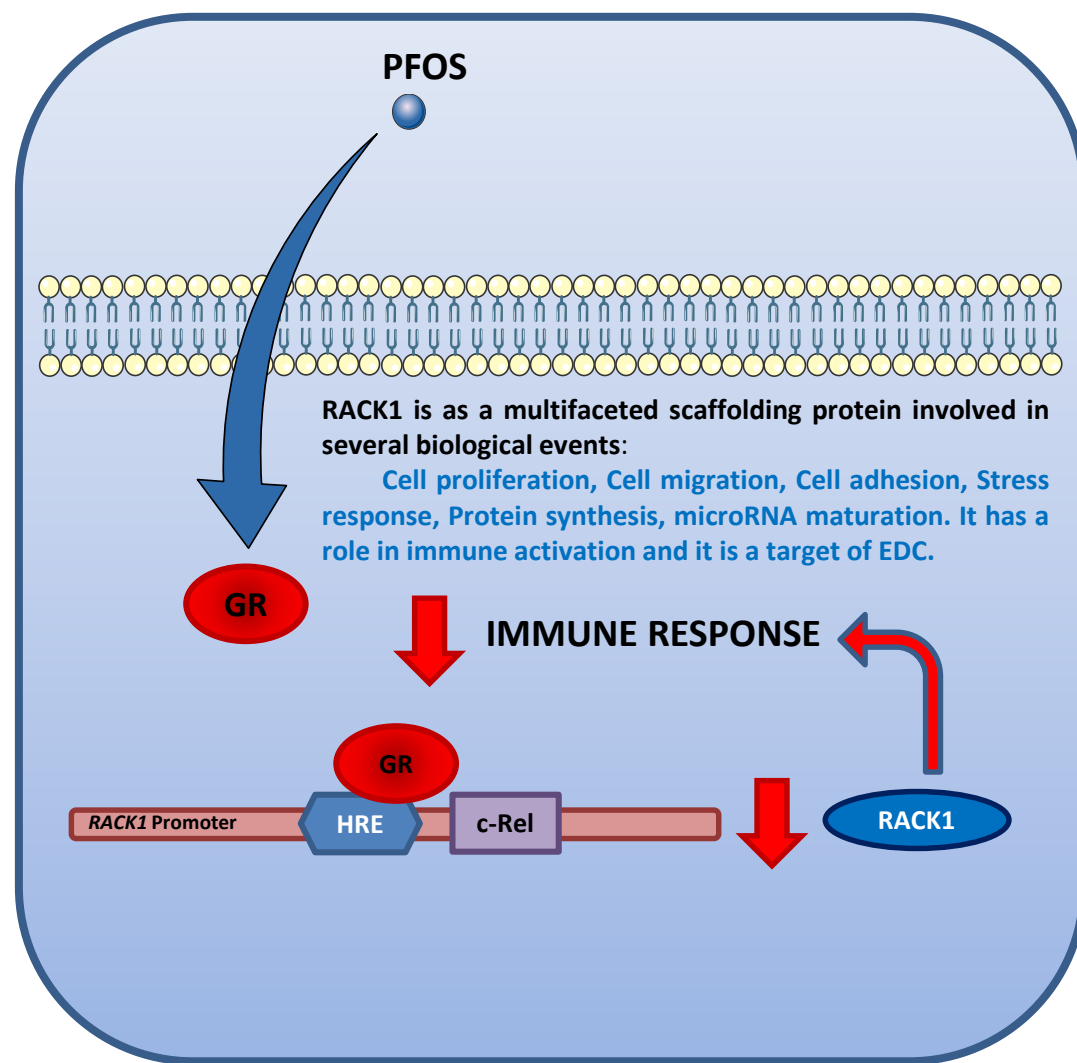 PFOS
RACK1 is as a multifaceted scaffolding protein involved in
several biological events:
Cell proliferation, Cell migration, Cell adhesion, Stress
response, Protein synthesis, microRNA maturation. It has a
role in immune activation and it is a target of EDC.
GR
IMMUNE RESPONSE
GR
RACK1 Promoter
HRE
c-Rel
RACK1